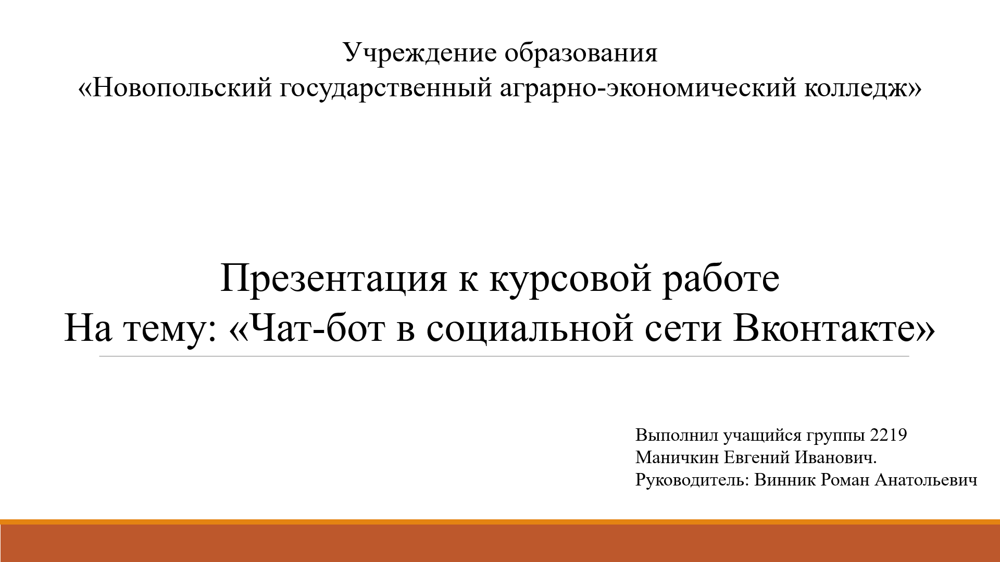 Учреждение образования
«Новопольский государственный аграрно-экономический колледж»
Презентация к курсовой работе
На тему: «Чат-бот в социальной сети Вконтакте»
Выполнил учащийся группы 2219
Маничкин Евгений Иванович.
Руководитель: Винник Роман Анатольевич